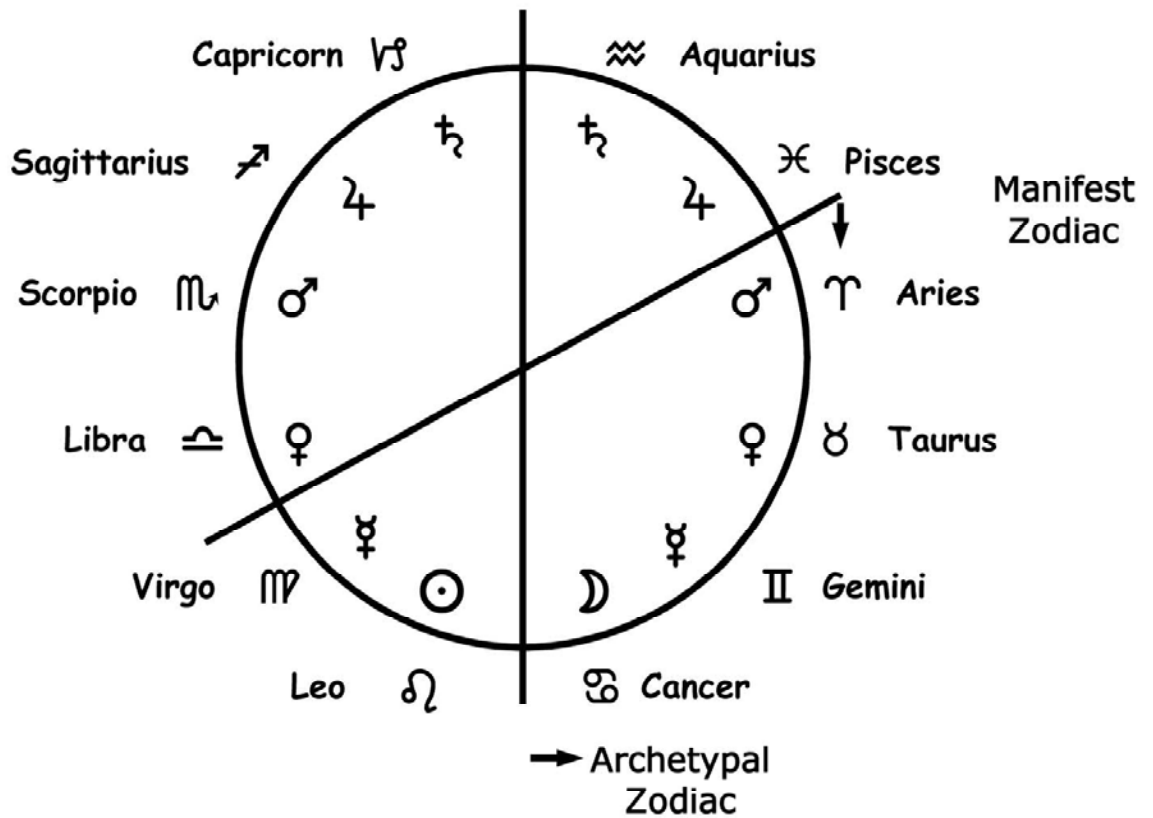 Capricorn ♑ ♒ Aquarius
♄ ♄
Sagittarius ♐ ♓ Pisces
♃ ♃
Manifest
Zodiac
Scorpio ♏ ♂ ♂ ♈ Aries
Libra ♎ ♀ ♀ ♉ Taurus
☿ ☿
Virgo ♍ ☉ ☽ ♊ Gemini
Leo ♌ ♋ Cancer
Archetypal
Zodiac